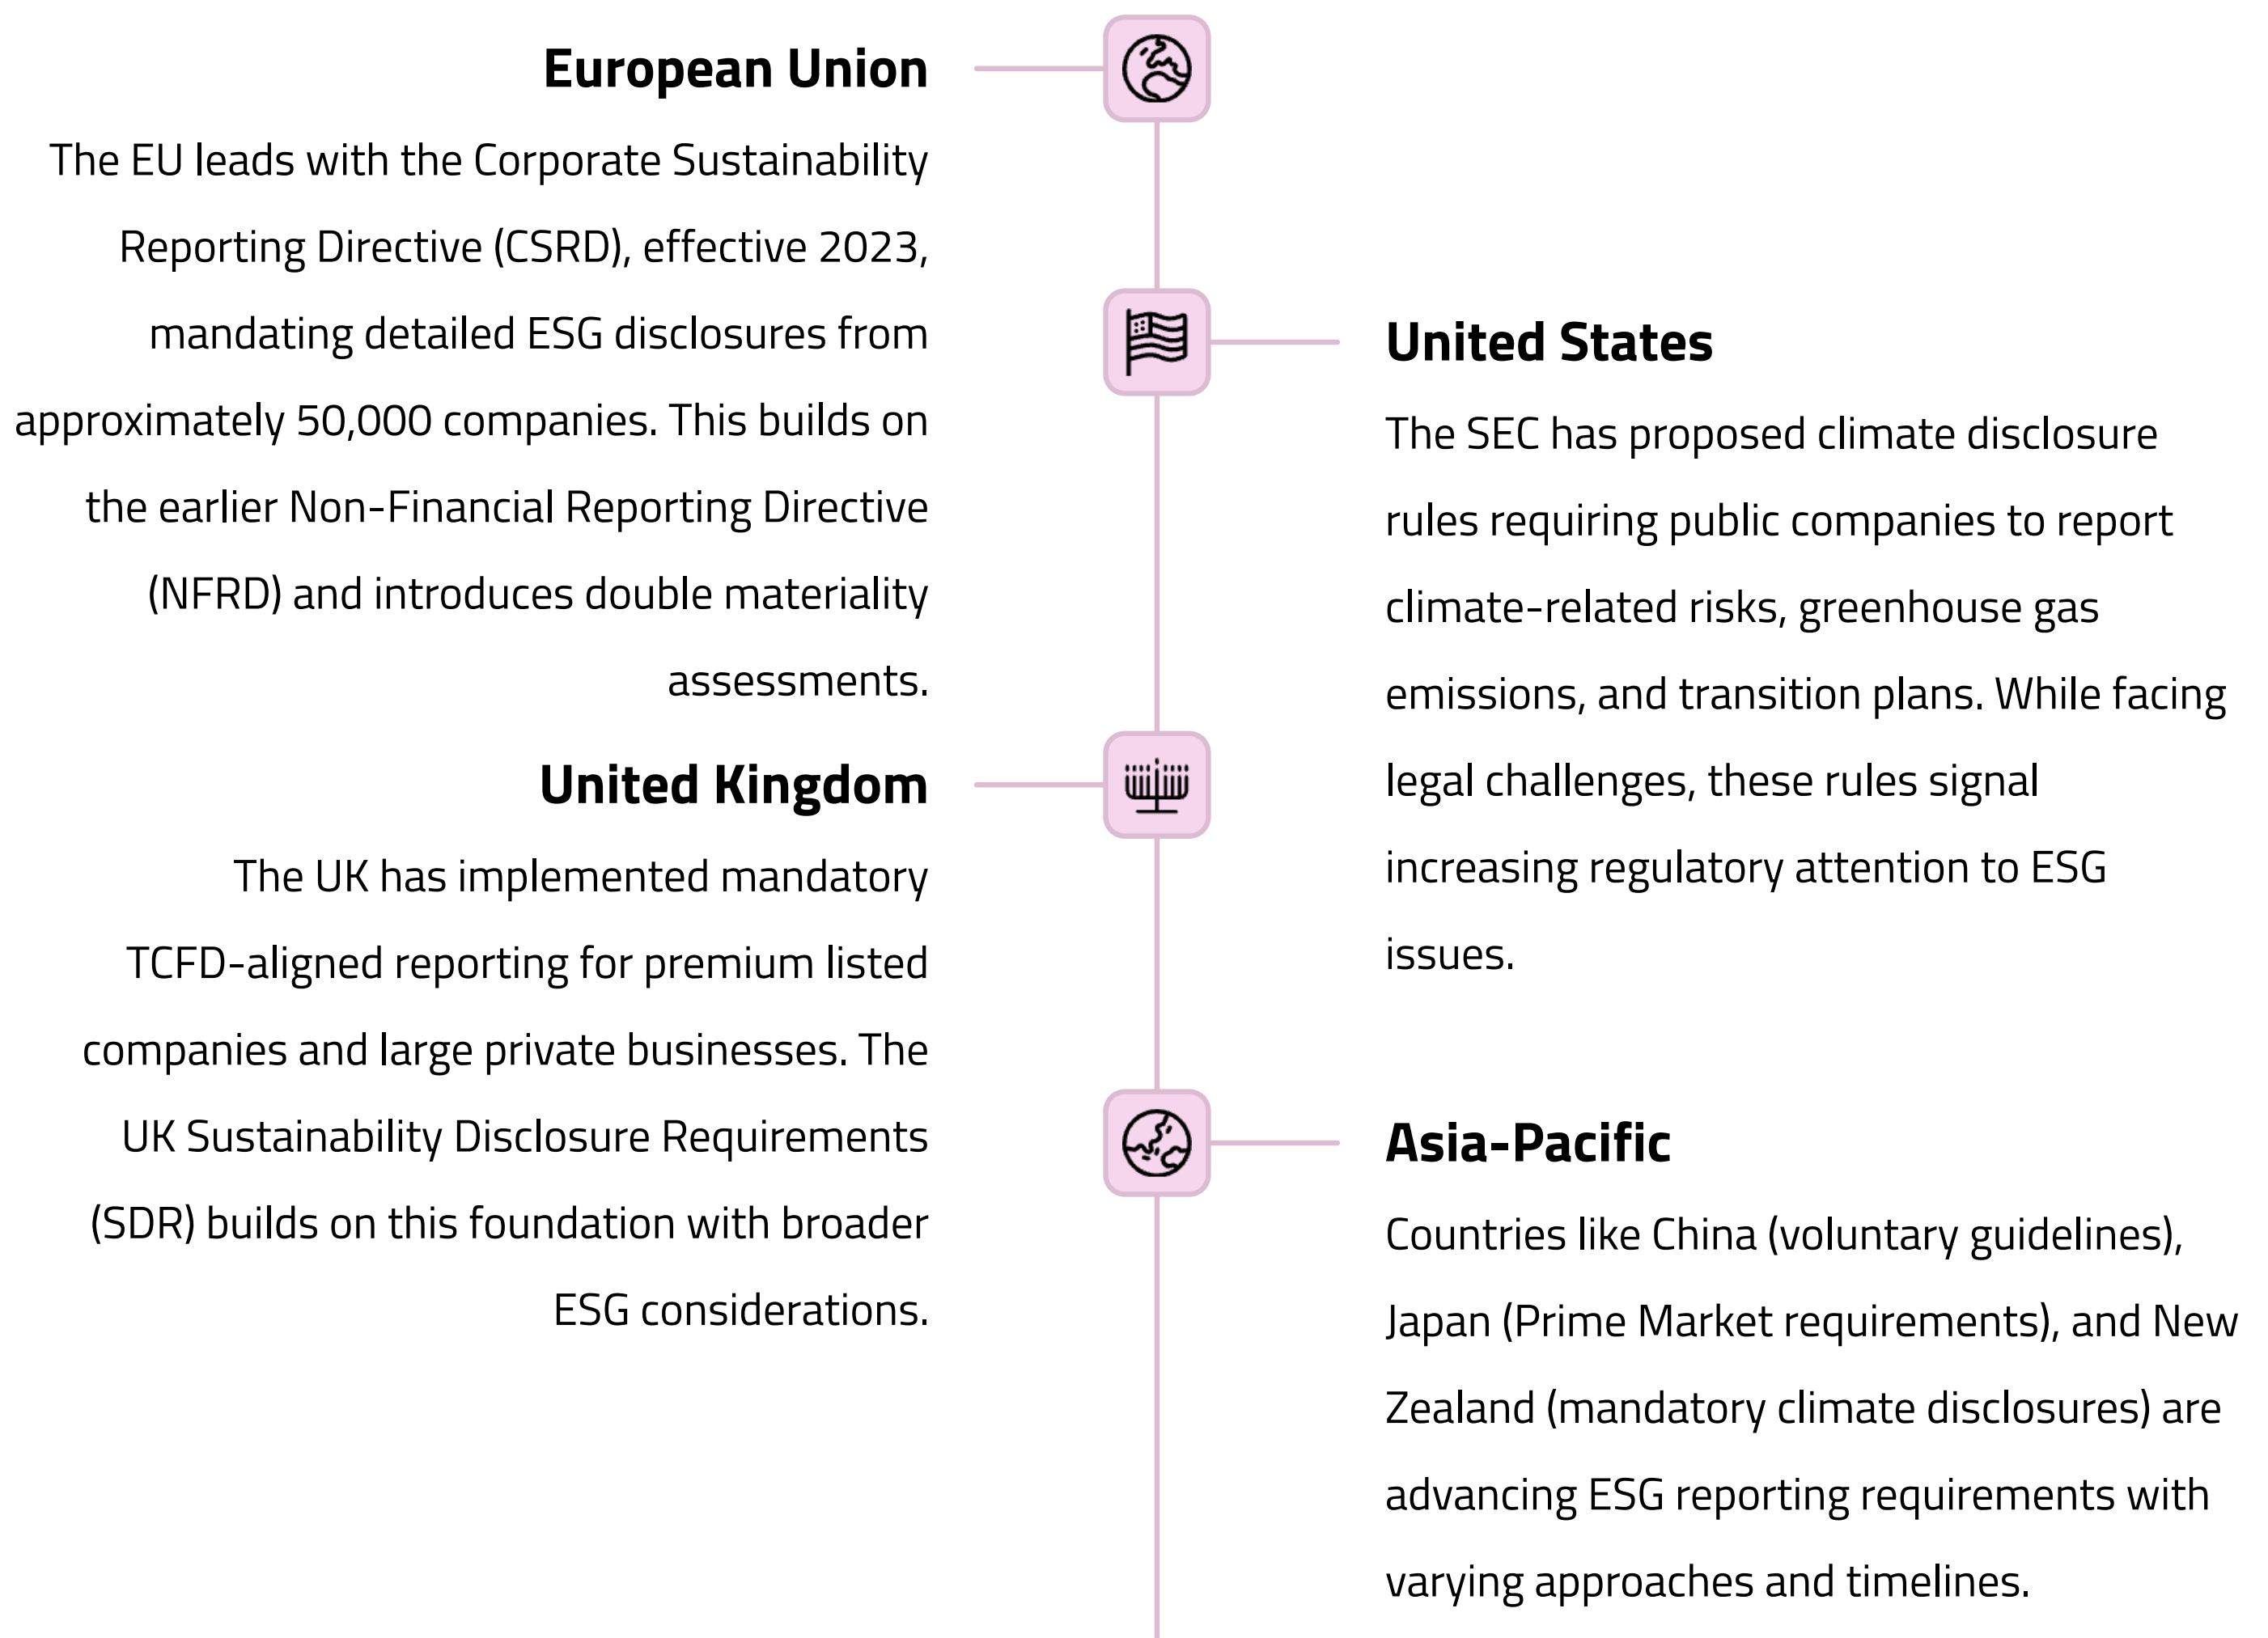 European Union
The EU leads with the Corporate Sustainability
Reporting Directive (CSRD), effective 2023,
mandating detailed ESG disclosures from
approximately 50,000 companies. This builds on
the earlier Non-Financial Reporting Directive
(NFRD) and introduces double materiality
assessments.
United States
The SEC has proposed climate disclosure
rules requiring public companies to report
climate-related risks, greenhouse gas
emissions, and transition plans. While facing
legal challenges, these rules signal
increasing regulatory attention to ESG
issues.
United Kingdom
The UK has implemented mandatory
TCFD-aligned reporting for premium listed
companies and large private businesses. The
UK Sustainability Disclosure Requirements
(SDR) builds on this foundation with broader
ESG considerations.
Asia-Pacific
Countries like China (voluntary guidelines),
Japan (Prime Market requirements), and New
Zealand (mandatory climate disclosures) are
advancing ESG reporting requirements with
varying approaches and timelines.